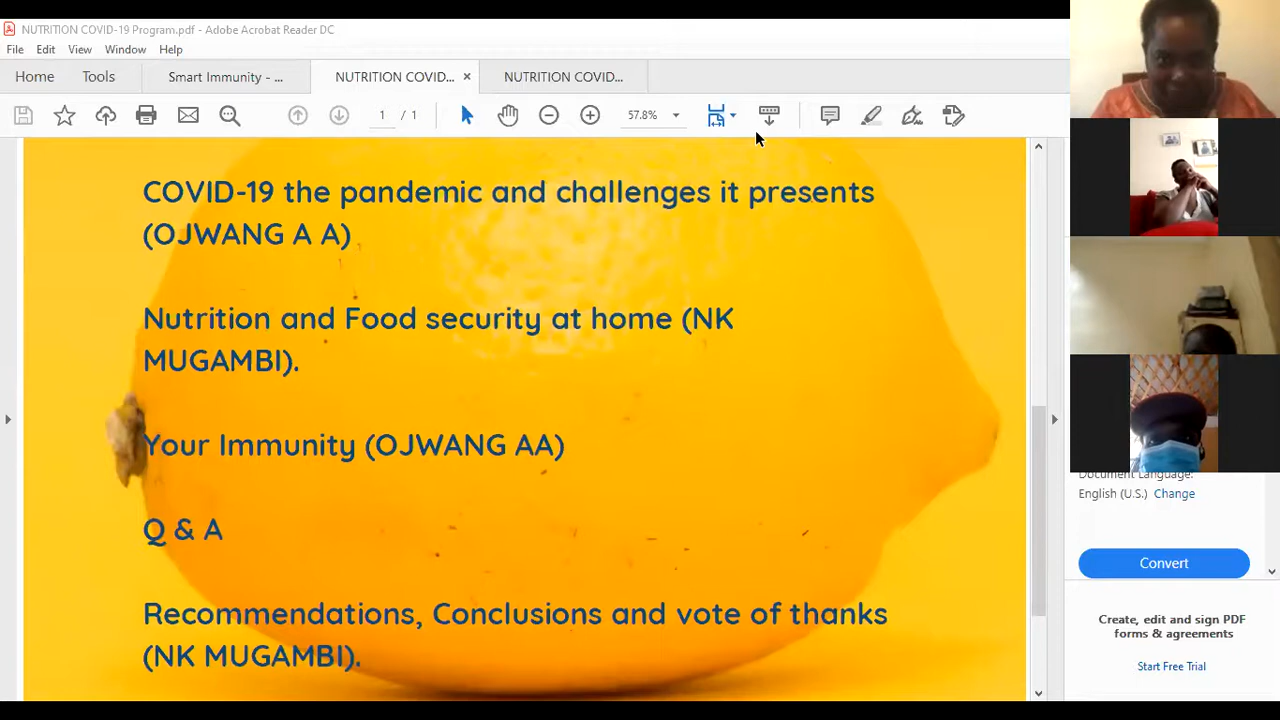 NUTRITION COVID-19 Program.pdf - Adobe Acrobat Reader DC
File Edit View Window Help
Home Tools Smart Immunity - ... NUTRITION COVID... × NUTRITION COVID...
1 / 1 57.8%
COVID-19 the pandemic and challenges it presents
(OJWANG A A)
Nutrition and Food security at home (NK
MUGAMBI).
Your Immunity (OJWANG AA)
Q & A
Recommendations, Conclusions and vote of thanks
(NK MUGAMBI).
Document Language:
English (U.S.) Change
Convert
Create, edit and sign PDF
forms & agreements
Start Free Trial